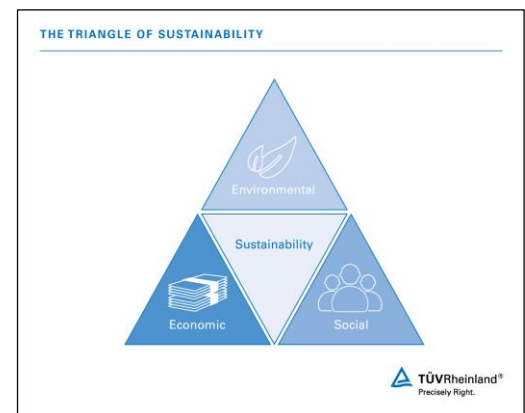 THE TRIANGLE OF SUSTAINABILITY
Environmental
Sustainability
Economic
Social
TÜVRheinland®
Precisely Right.